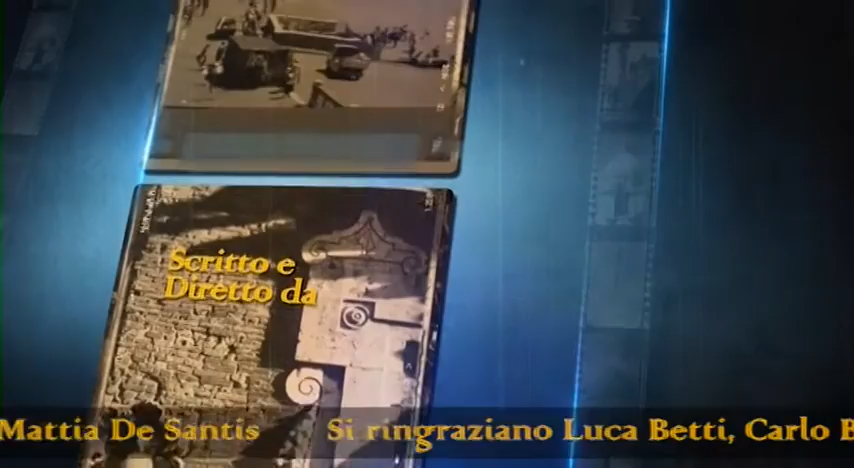 Scritto e
Diretto da
Mattia De Santis Si ringraziano Luca Betti, Carlo